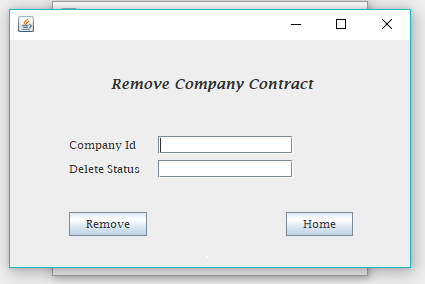 Remove Company Contract
Company Id
Delete Status
Remove Home